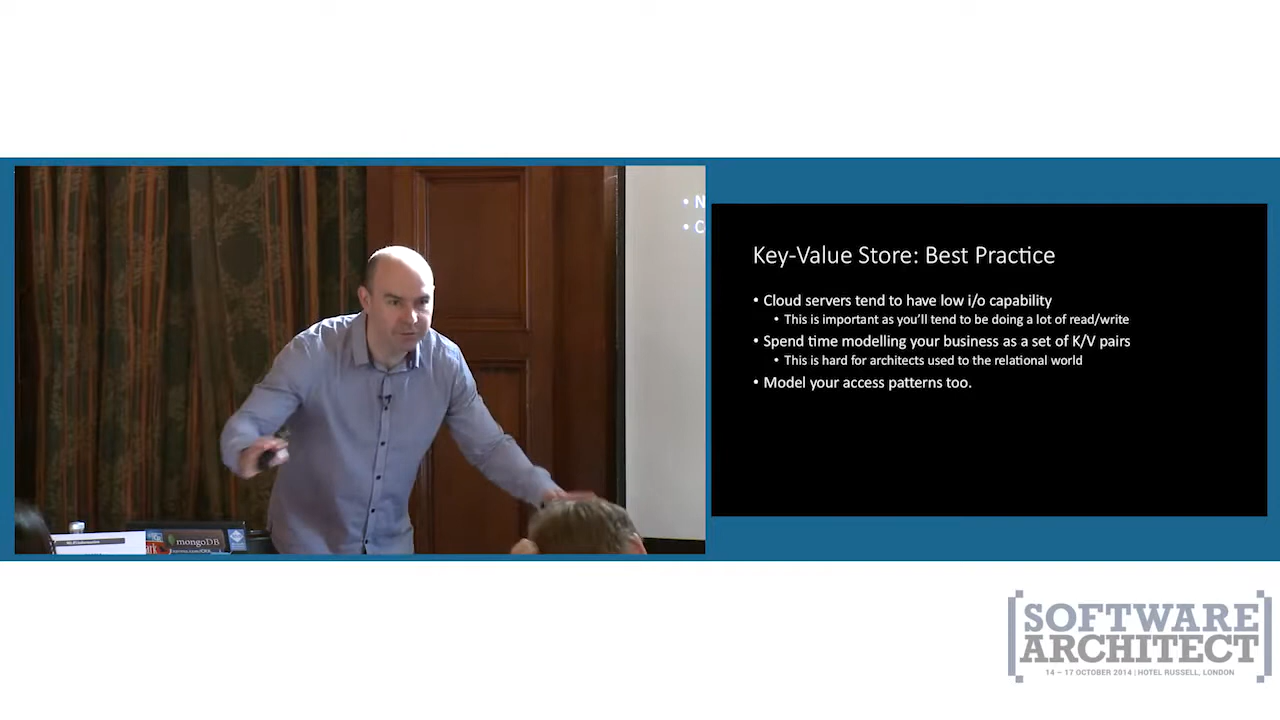 • N
• C
mongoDB
Key-Value Store: Best Practice
• Cloud servers tend to have low i/o capability
• This is important as you'll tend to be doing a lot of read/write
• Spend time modelling your business as a set of K/V pairs
• This is hard for architects used to the relational world
• Model your access patterns too.
[SOFTWARE
ARCHITECT]
14 – 17 OCTOBER 2014 | HOTEL RUSSELL, LONDON